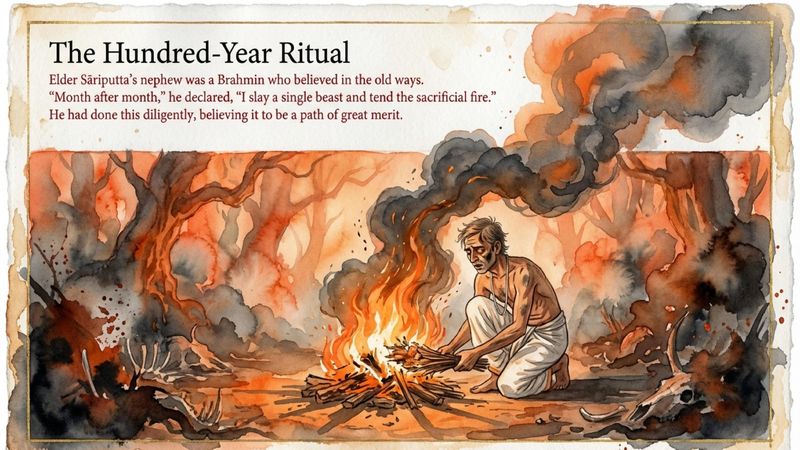 The Hundred-Year Ritual
Elder Sāriputta’s nephew was a Brahmin who believed in the old ways.
“Month after month,” he declared, “I slay a single beast and tend the sacrificial fire.”
He had done this diligently, believing it to be a path of great merit.